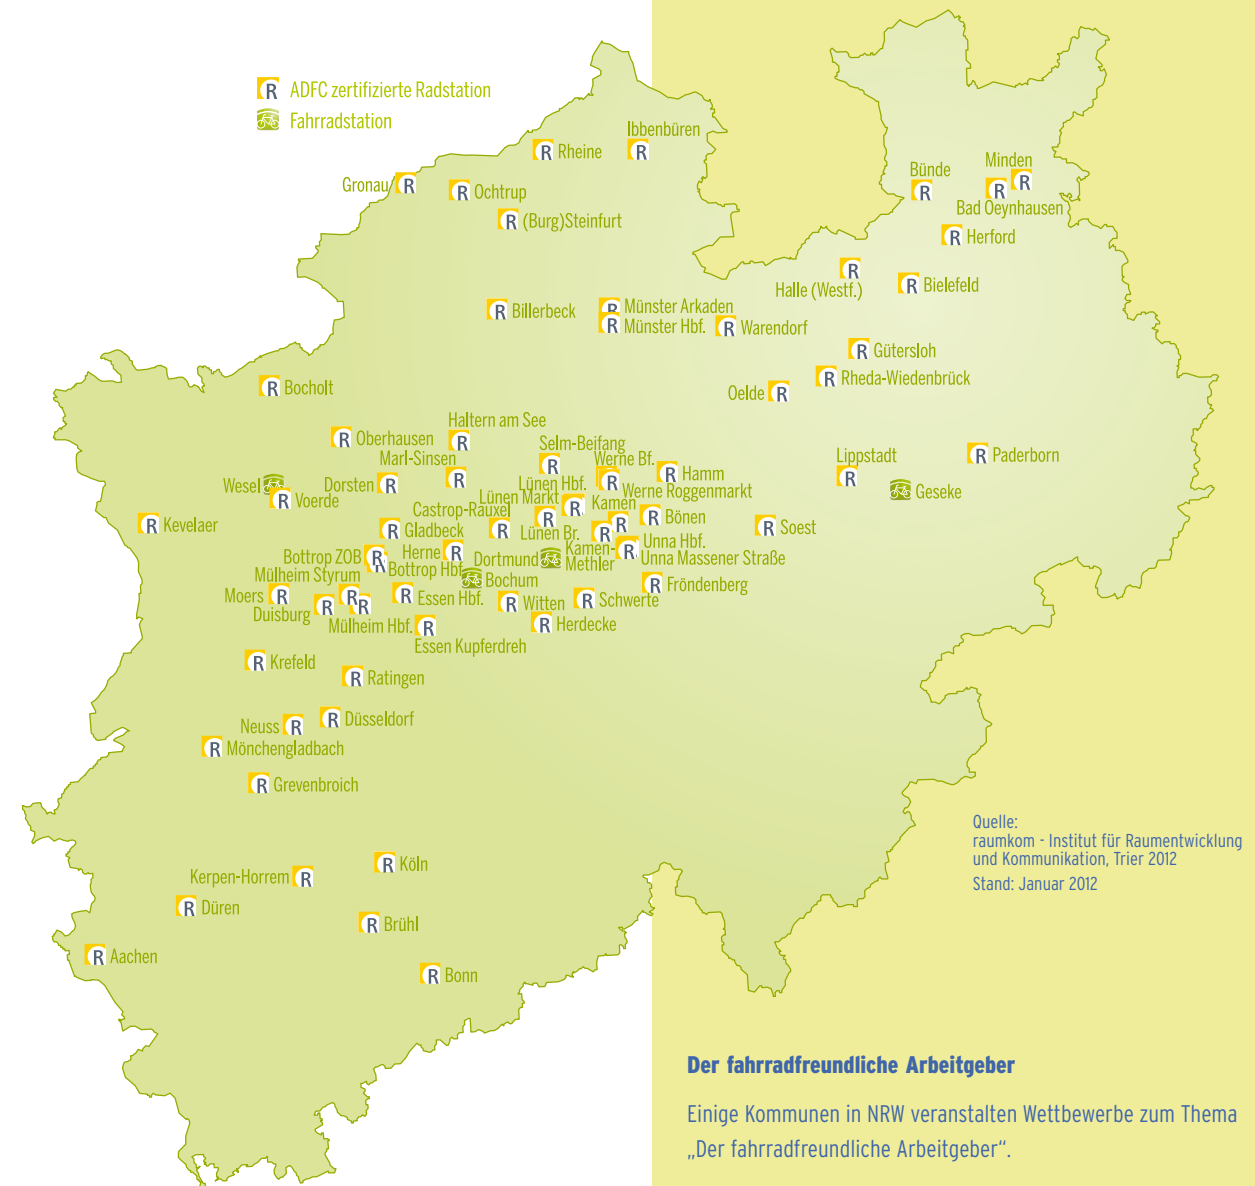 ADFC zertifizierte Radstation
Fahrradstation
Ibbenbüren
Rheine
Gronau
Ochtrup
(Burg)Steinfurt
Bünde
Minden
Bad Oeynhausen
Herford
Halle (Westf.)
Bielefeld
Billerbeck
Münster Arkaden
Münster Hbf.
Warendorf
Gütersloh
Rheda-Wiedenbrück
Oelde
Bocholt
Haltern am See
Oberhausen
Selm-Beifang
Marl-Sinsen
Werne Bf.
Lippstadt
Paderborn
Wesel
Dorsten
Lünen Hbf.
Hamm
Werne Roggenmarkt
Geseke
Voerde
Lünen Markt
Kamen
Castrop-Rauxel
Bönen
Kevelaer
Gladbeck
Lünen Br.
Soest
Unna Hbf.
Bottrop ZOB
Herne
Dortmund
Kamen-
Methler
Unna Massener Straße
Bottrop Hbf.
Mülheim Styrum
Bochum
Fröndenberg
Moers
Essen Hbf.
Witten
Schwerte
Duisburg
Mülheim Hbf.
Herdecke
Essen Kupferdreh
Krefeld
Ratingen
Neuss
Düsseldorf
Mönchengladbach
Grevenbroich
Köln
Kerpen-Horrem
Düren
Brühl
Aachen
Bonn
Quelle:
raumkom - Institut für Raumentwicklung
und Kommunikation, Trier 2012
Stand: Januar 2012
Der fahrradfreundliche Arbeitgeber
Einige Kommunen in NRW veranstalten Wettbewerbe zum Thema
„Der fahrradfreundliche Arbeitgeber“.